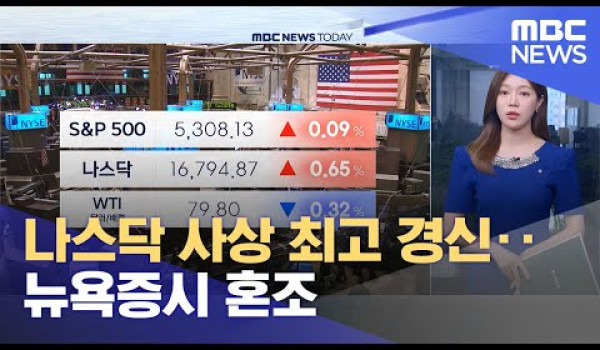 MBC NEWS TODAY
MBC
NEWS
NYSE
S&P 500 5,308.13 ▲ 0.09 %
나스닥 16,794.87 ▲ 0.65 %
WTI 79.80 ▼ 0.32 %
NYSE
나스닥 사상 최고 경신‥
뉴욕증시 혼조